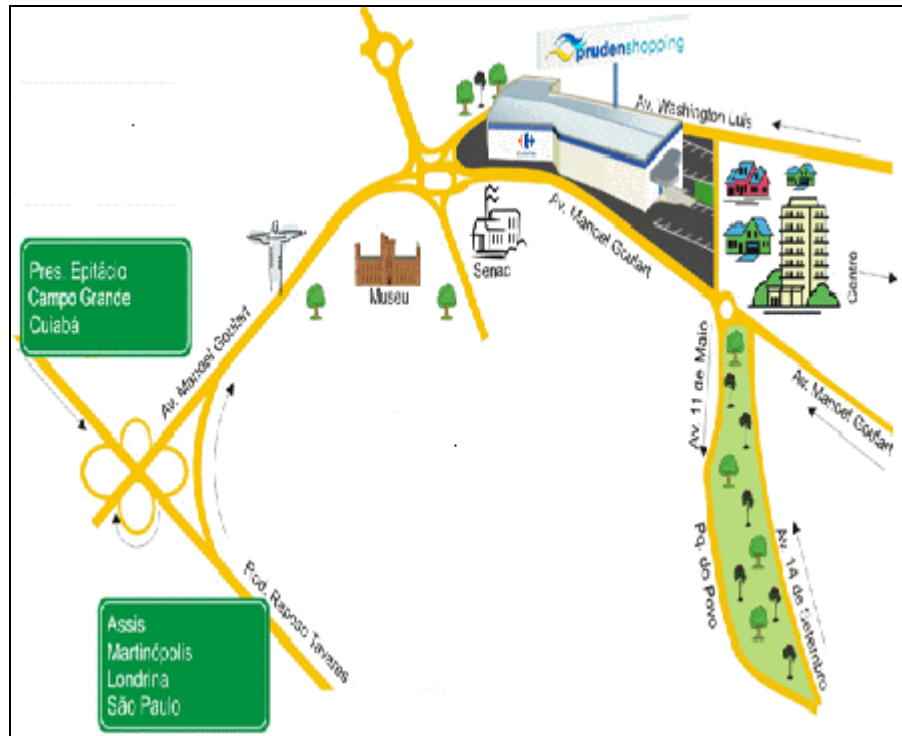 prudenshopping
Av. Washington Luis
Av. Manoel Goulart
Senac
Museu
Centro
Pres. Epitácio
Campo Grande
Cuiabá
Av. Manoel Goulart
Av. 11 de Maio
Av. Manoel Goulart
Pq. do Povo
Av. 14 de Setembro
Rod. Raposo Tavares
Assis
Martinópolis
Londrina
São Paulo